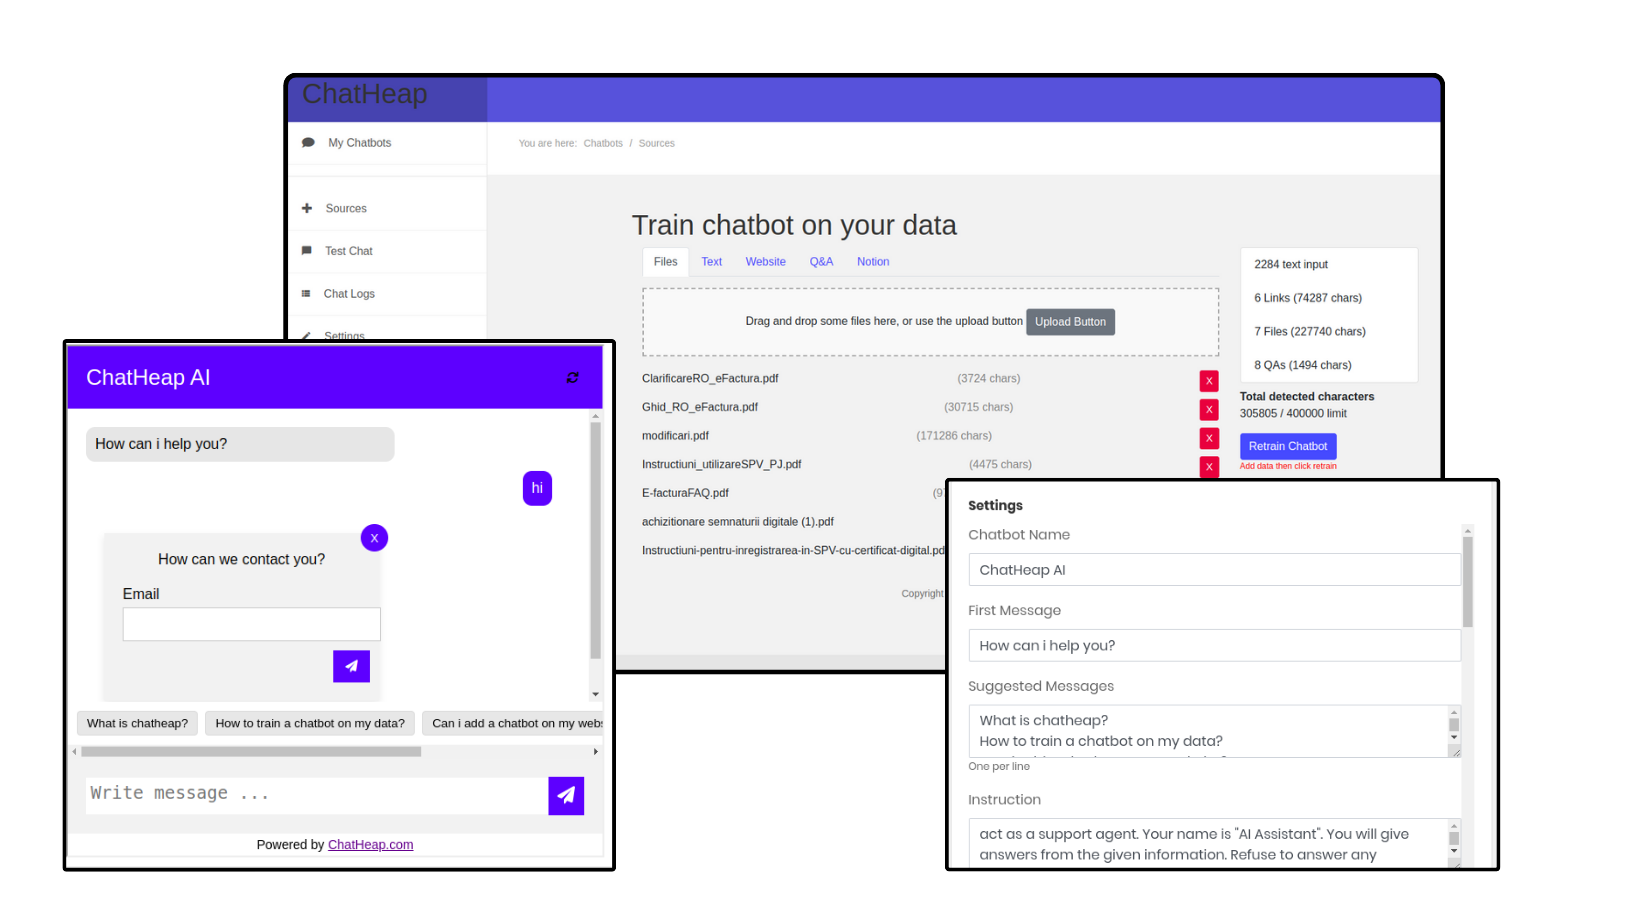 ChatHeap
My Chatbots
You are here: Chatbots / Sources
Sources
Test Chat
Chat Logs
Settings
Train chatbot on your data
Files Text Website Q&A Notion
Drag and drop some files here, or use the upload button Upload Button
ClarificareRO_eFactura.pdf (3724 chars) X
Ghid_RO_eFactura.pdf (30715 chars) X
modificari.pdf (171286 chars) X
Instructiuni_utilizareSPV_PJ.pdf (4475 chars) X
E-facturaFAQ.pdf
achizitionare semnaturii digitale (1).pdf
Instructiuni-pentru-inregistrarea-in-SPV-cu-certificat-digital.pd
Copyright
2284 text input
6 Links (74287 chars)
7 Files (227740 chars)
8 QAs (1494 chars)
Total detected characters
305805 / 400000 limit
Retrain Chatbot
Add data then click retrain
ChatHeap AI
How can i help you?
hi
X
How can we contact you?
Email
What is chatheap? How to train a chatbot on my data? Can i add a chatbot on my webs
Write message ...
Powered by ChatHeap.com
Settings
Chatbot Name
ChatHeap AI
First Message
How can i help you?
Suggested Messages
What is chatheap?
How to train a chatbot on my data?
One per line
Instruction
act as a support agent. Your name is "AI Assistant". You will give
answers from the given information. Refuse to answer any